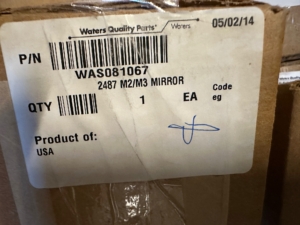 Waters Quality Parts Waters 05/02/14
P/N
WAS081067
2487 M2/M3 MIRROR
QTY 1 EA Code
eg
Product of:
USA